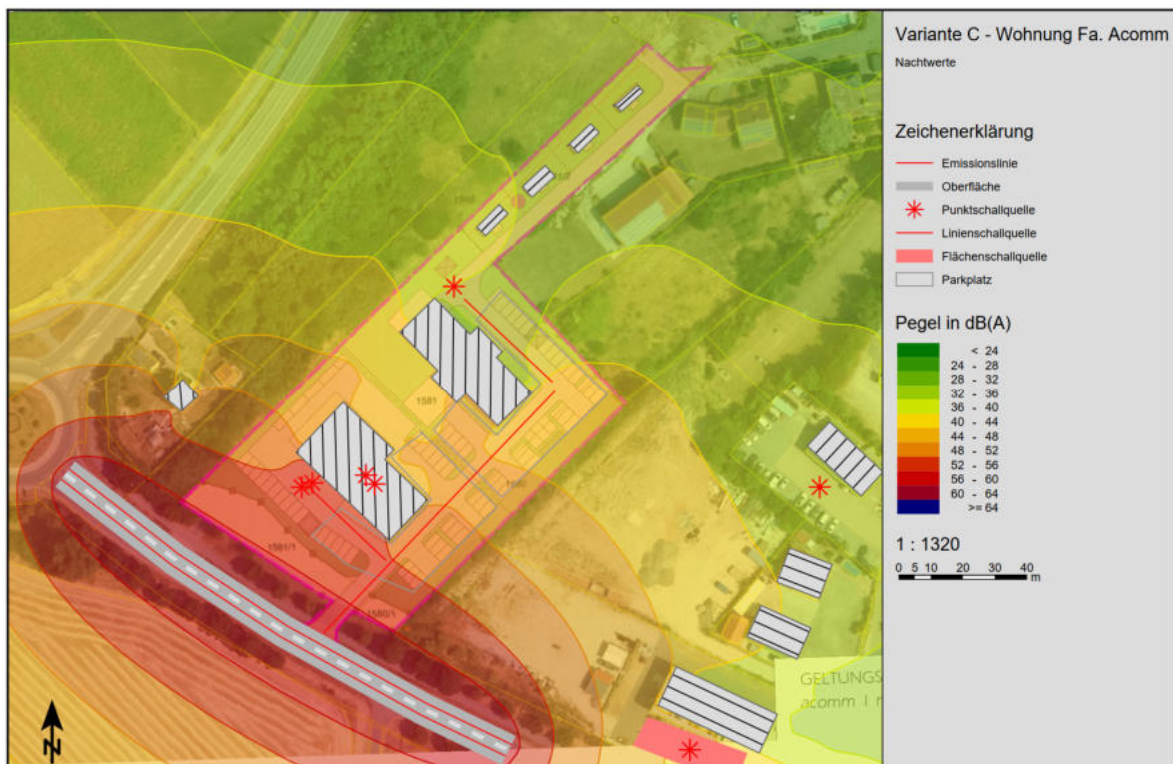 Variante C - Wohnung Fa. Acomm
Nachtwerte
Zeichenerklärung
Emissionslinie
Oberfläche
Punktschallquelle
Linienschallquelle
Flächenschallquelle
Parkplatz
Pegel in dB(A)
< 24
24 - 28
28 - 32
32 - 36
36 - 40
40 - 44
44 - 48
48 - 52
52 - 56
56 - 60
60 - 64
>= 64
1 : 1320
0 5 10 20 30 40
m
1581
1581/1
1580/1
GELTUNGS
acomm I r
N